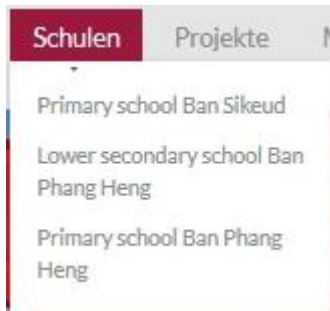 Schulen Projekte
Primary school Ban Sikeud
Lower secondary school Ban
Phang Heng
Primary school Ban Phang
Heng